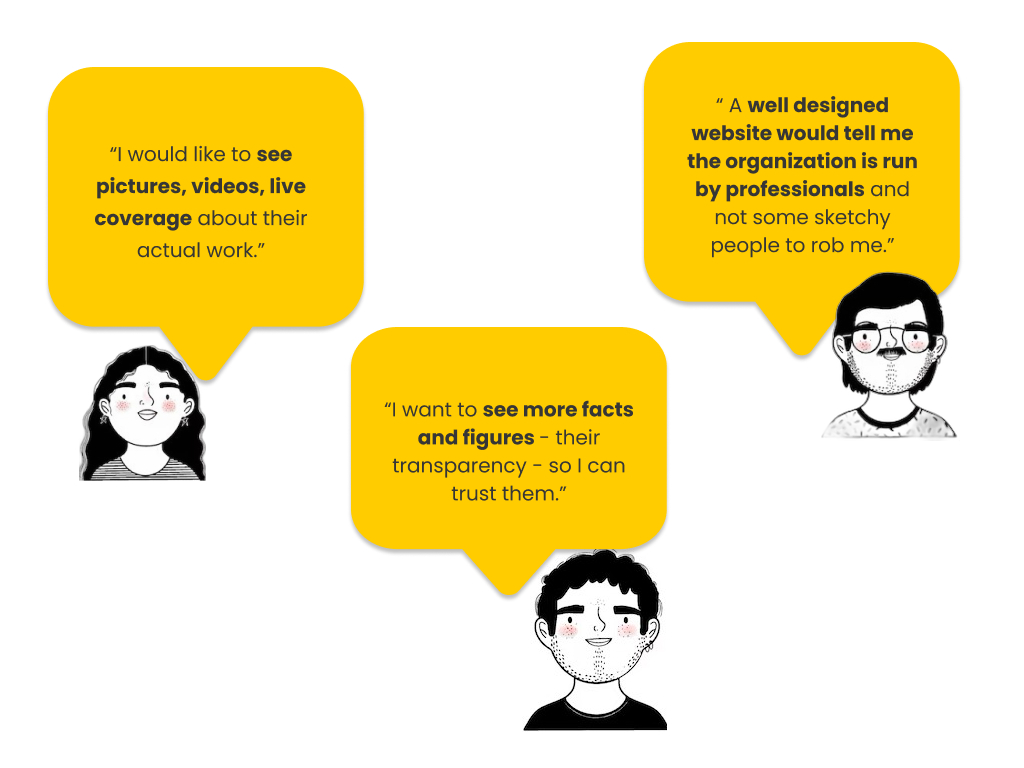 “I would like to see
pictures, videos, live
coverage about their
actual work.”
“ A well designed
website would tell me
the organization is run
by professionals and
not some sketchy
people to rob me.”
“I want to see more facts
and figures - their
transparency - so I can
trust them.”